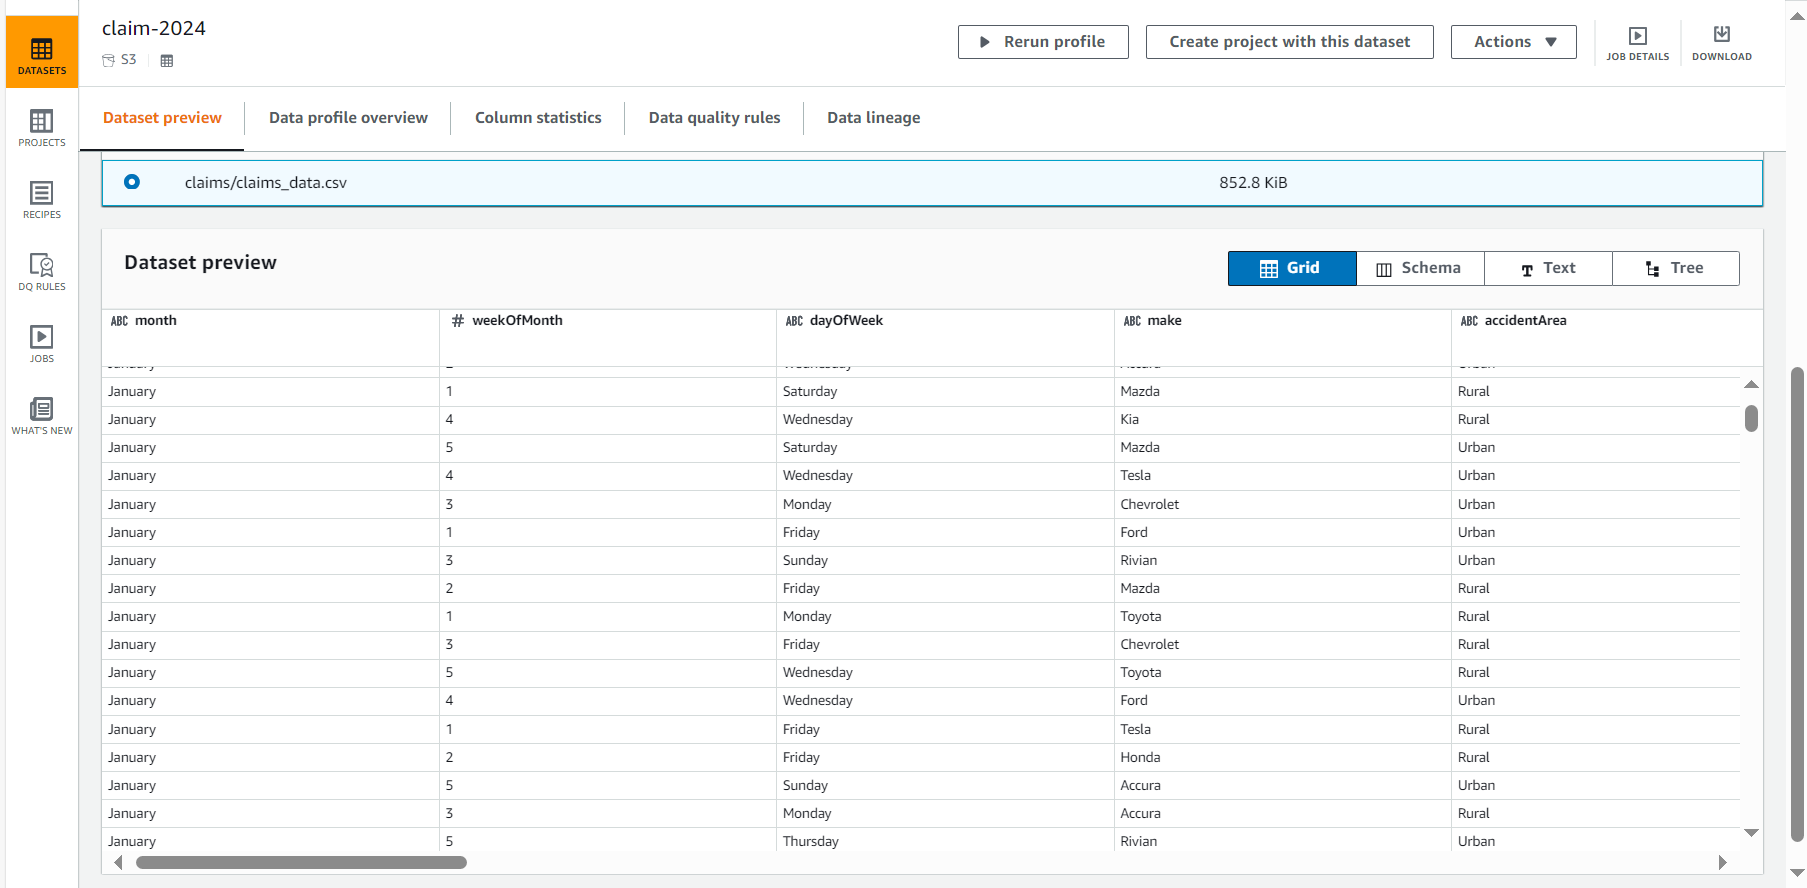 claim-2024
S3
Rerun profile
Create project with this dataset
Actions
JOB DETAILS
DOWNLOAD
DATASETS
PROJECTS
RECIPES
DQ RULES
JOBS
WHAT'S NEW
Dataset preview
Data profile overview
Column statistics
Data quality rules
Data lineage
claims/claims_data.csv 852.8 KiB
Dataset preview
Grid
Schema
Text
Tree
ABC month # weekOfMonth ABC dayOfWeek ABC make ABC accidentArea
January 2 Wednesday Accura Urban
January 1 Saturday Mazda Rural
January 4 Wednesday Kia Rural
January 5 Saturday Mazda Urban
January 4 Wednesday Tesla Urban
January 3 Monday Chevrolet Urban
January 1 Friday Ford Urban
January 3 Sunday Rivian Urban
January 2 Friday Mazda Rural
January 1 Monday Toyota Rural
January 3 Friday Chevrolet Rural
January 5 Wednesday Toyota Rural
January 4 Wednesday Ford Urban
January 1 Friday Tesla Rural
January 2 Friday Honda Rural
January 5 Sunday Accura Urban
January 3 Monday Accura Rural
January 5 Thursday Rivian Urban